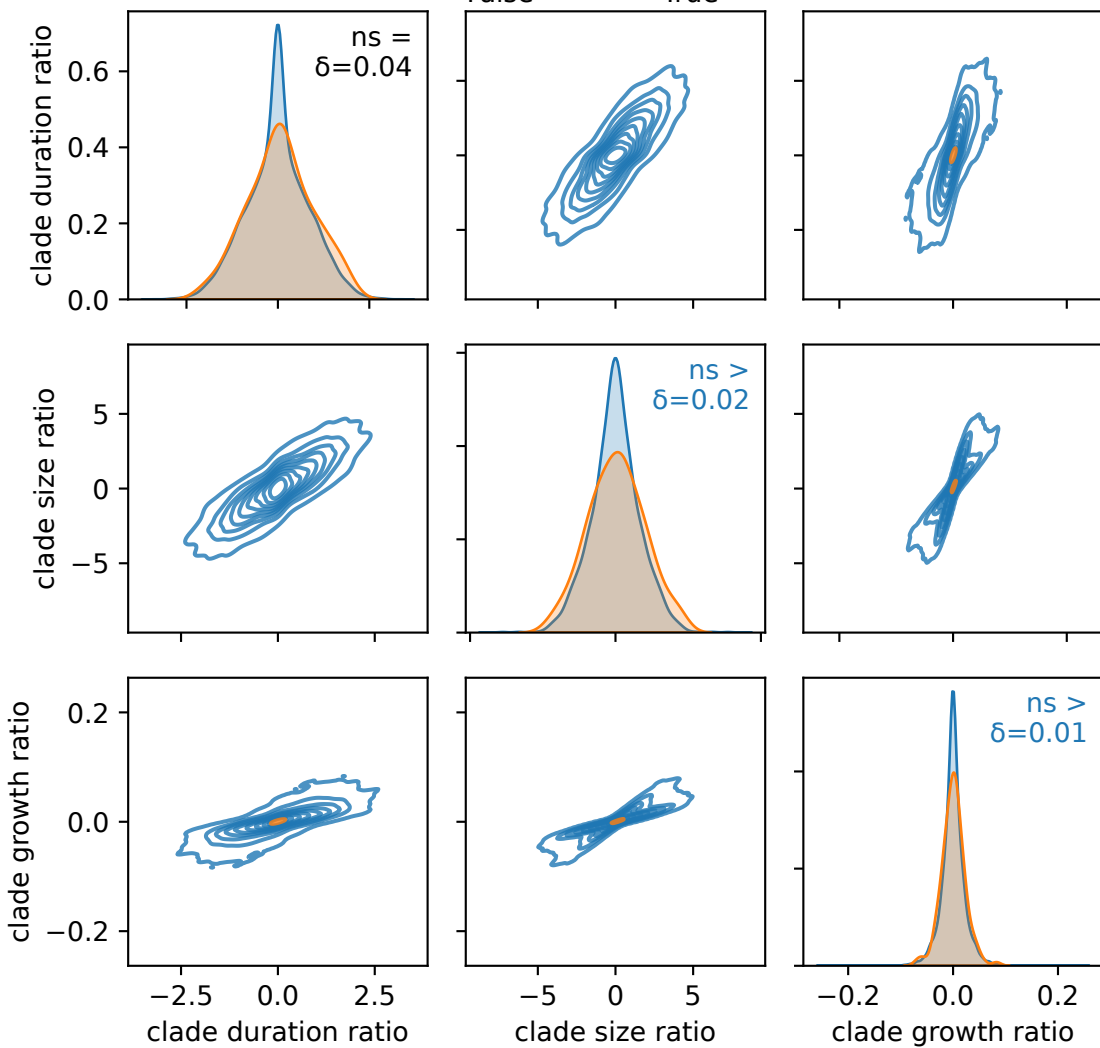 clade duration ratio
0.6
0.4
0.2
0.0
ns =
δ=0.04
clade size ratio
5
0
−5
ns >
δ=0.02
clade growth ratio
0.2
0.0
−0.2
ns >
δ=0.01
−2.5 0.0 2.5
−5 0 5
−0.2 0.0 0.2
clade duration ratio
clade size ratio
clade growth ratio